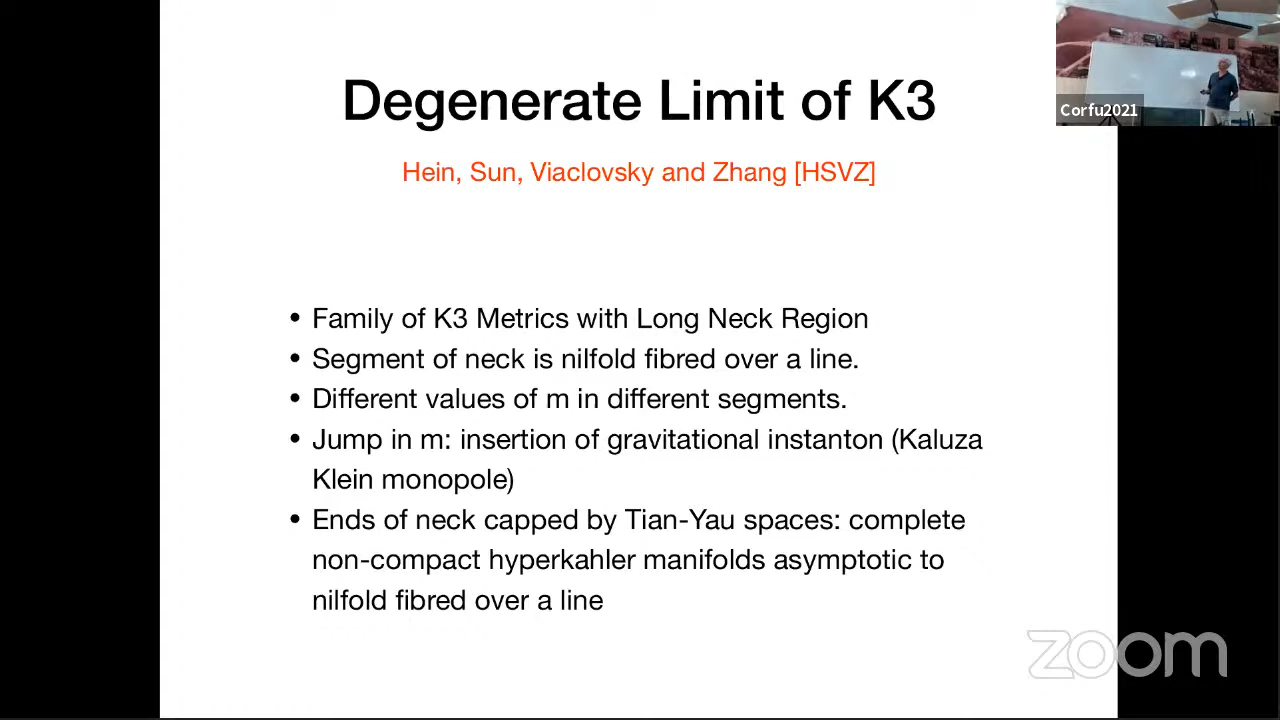 Degenerate Limit of K3
Hein, Sun, Viaclovsky and Zhang [HSVZ]
• Family of K3 Metrics with Long Neck Region
• Segment of neck is nilfold fibred over a line.
• Different values of m in different segments.
• Jump in m: insertion of gravitational instanton (Kaluza
Klein monopole)
• Ends of neck capped by Tian-Yau spaces: complete
non-compact hyperkahler manifolds asymptotic to
nilfold fibred over a line
Corfu2021
zoom